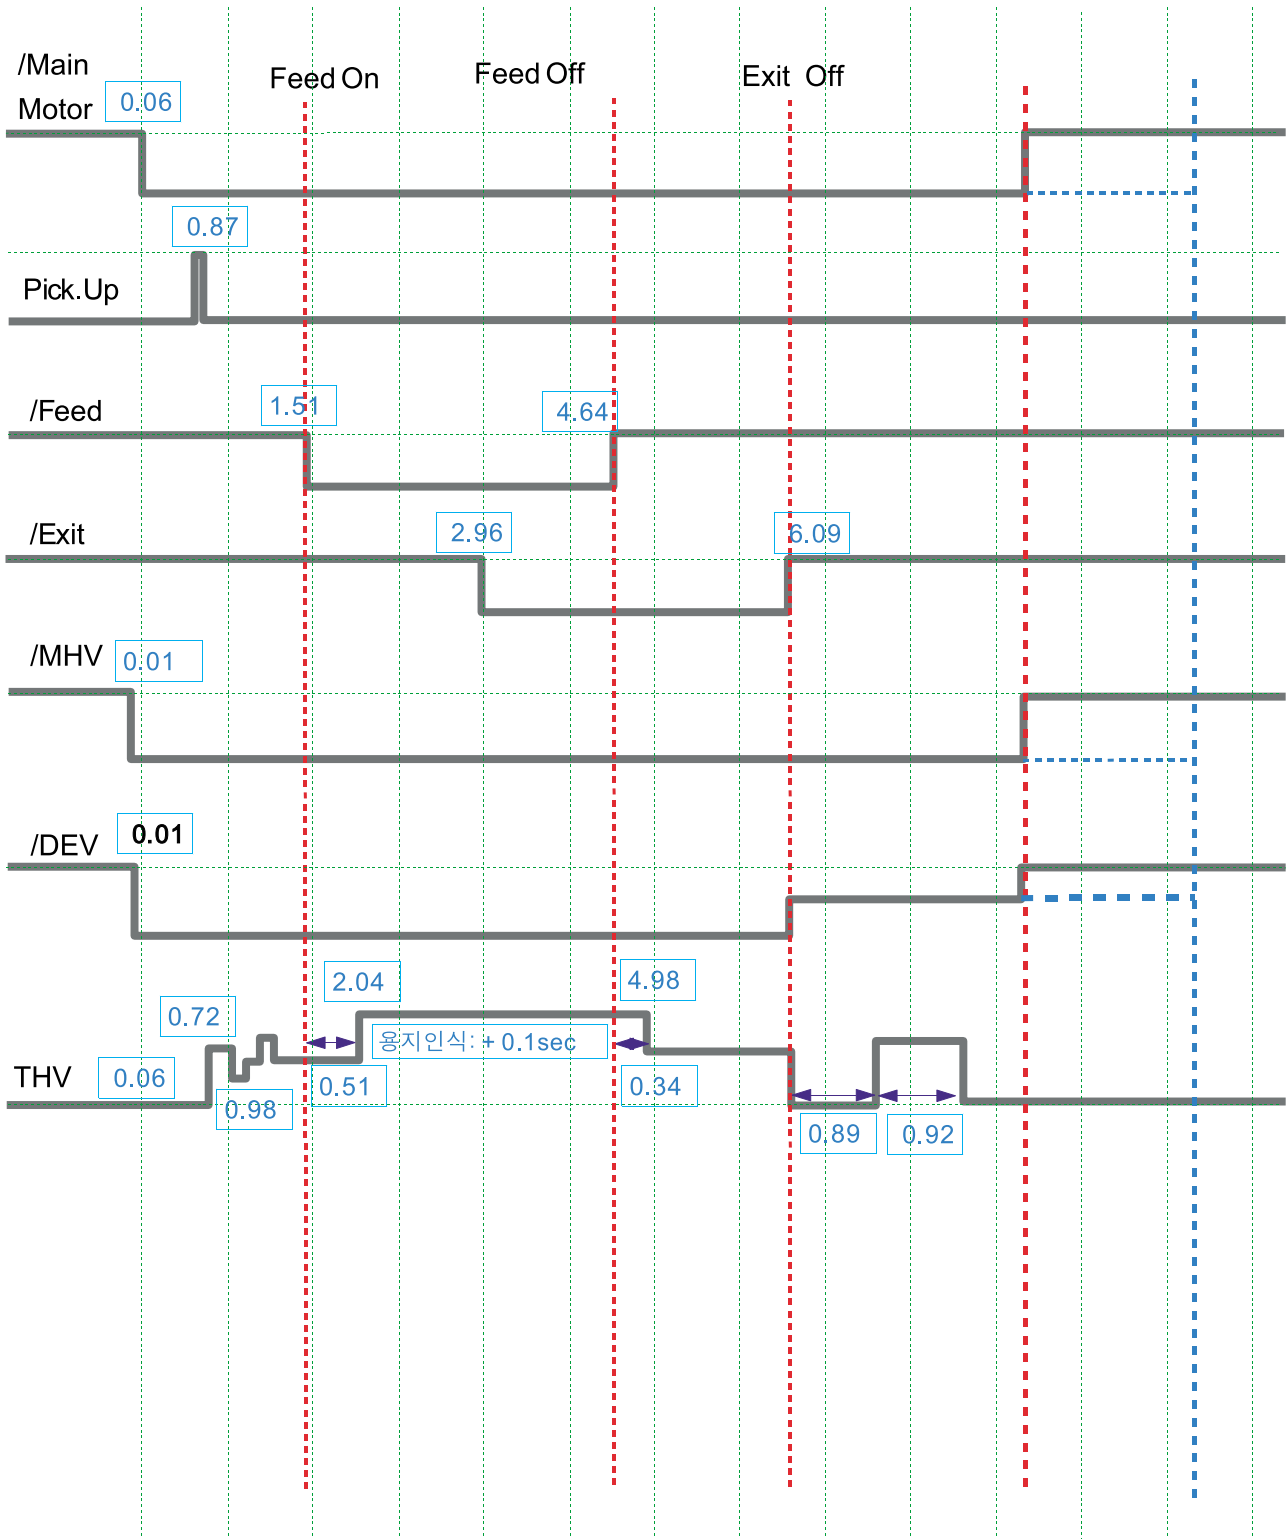 /Main
Motor
0.06
Feed On
Feed Off
Exit Off
0.87
Pick.Up
/Feed
1.51
4.64
/Exit
2.96
6.09
/MHV
0.01
/DEV
0.01
2.04
4.98
0.72
용지인식: + 0.1sec
THV
0.06
0.51
0.34
0.98
0.89
0.92